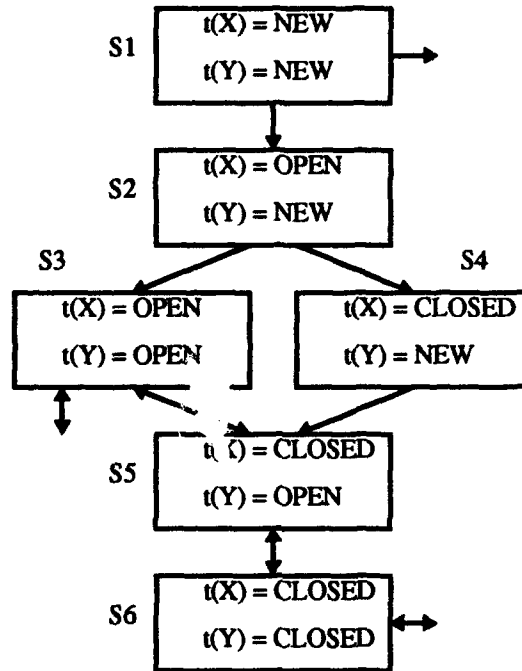 S1
t(X) = NEW
t(Y) = NEW
S2
t(X) = OPEN
t(Y) = NEW
S3
t(X) = OPEN
t(Y) = OPEN
S4
t(X) = CLOSED
t(Y) = NEW
S5
t(X) = CLOSED
t(Y) = OPEN
S6
t(X) = CLOSED
t(Y) = CLOSED